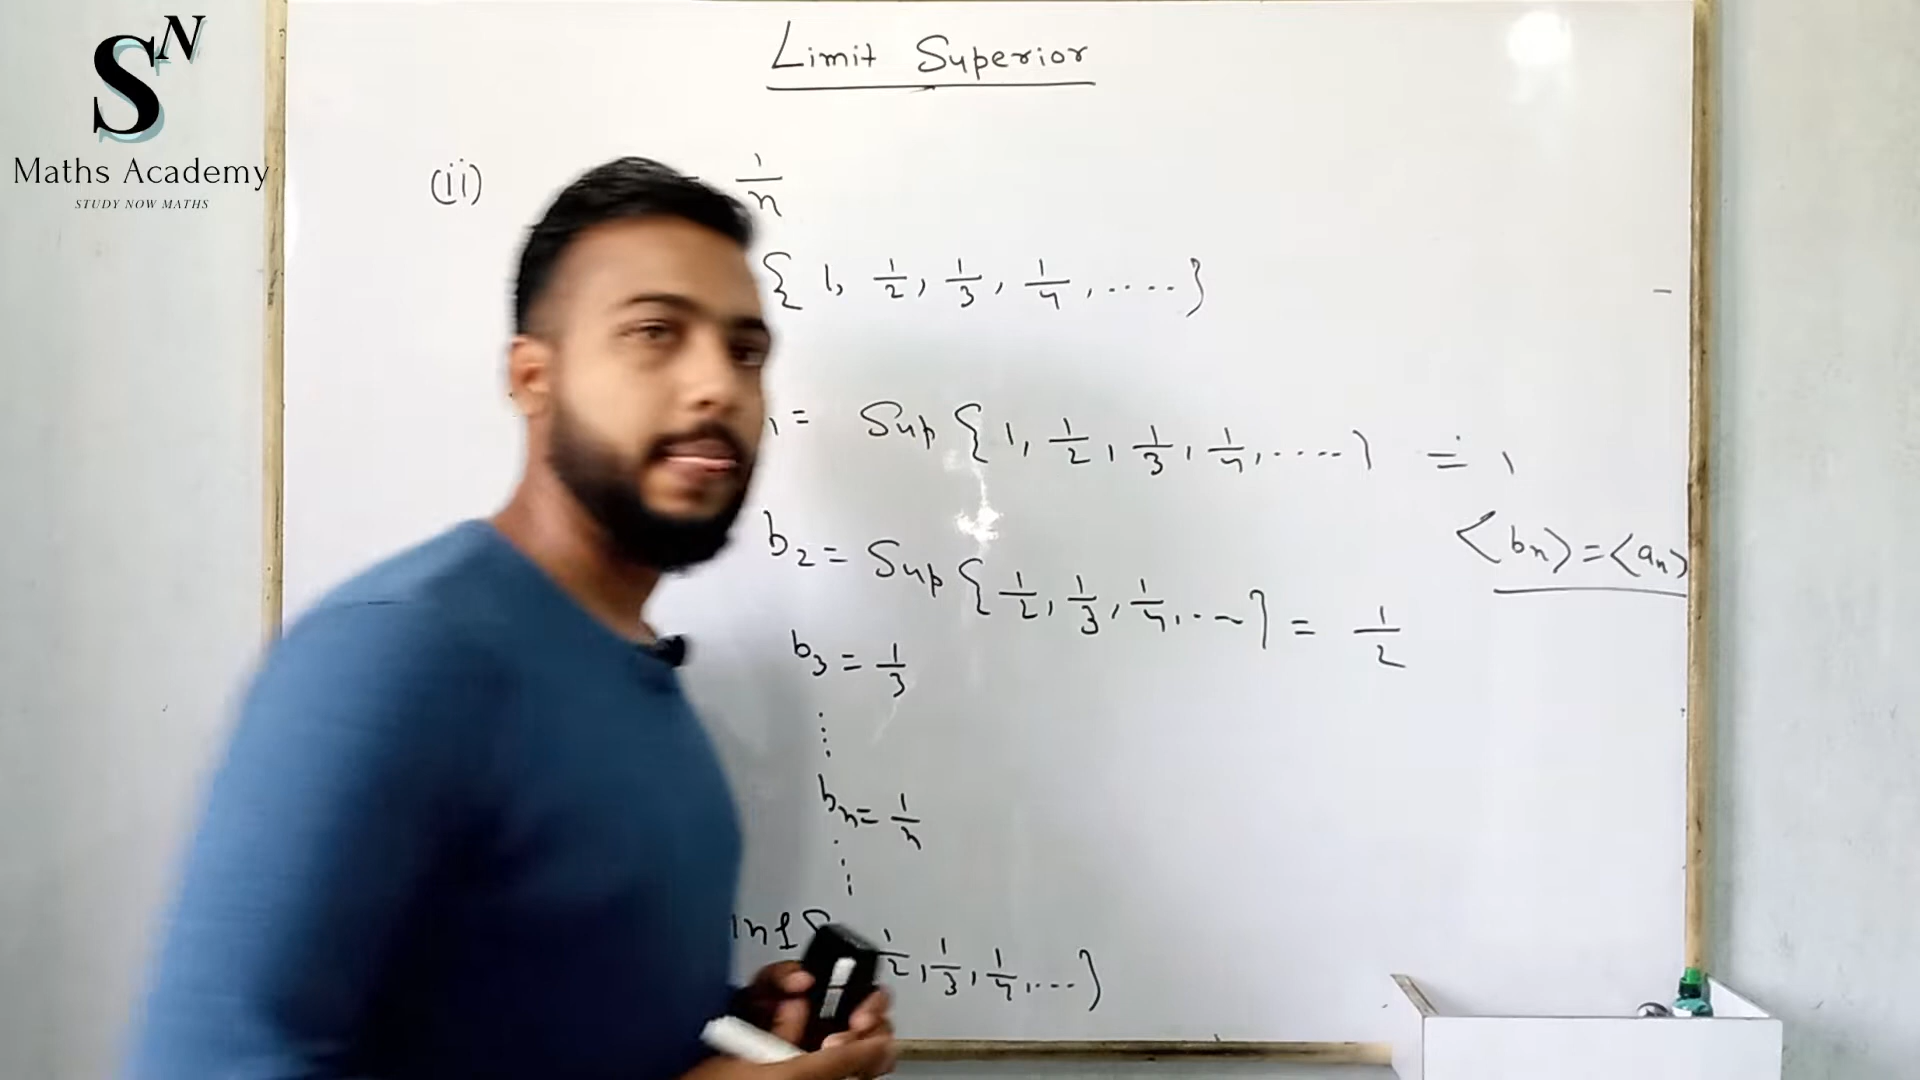 SN
Maths Academy
STUDY NOW MATHS
Limit Superior
(ii) = 1/n
{ 1, 1/2, 1/3, 1/4, ..... }
1 = Sup { 1, 1/2, 1/3, 1/4, ..... } = 1
<bn> = <an>
b2 = Sup { 1/2, 1/3, 1/4, ... } = 1/2
b3 = 1/3
⋮
bn = 1/n
⋮
inf { 1/2, 1/3, 1/4, ... }